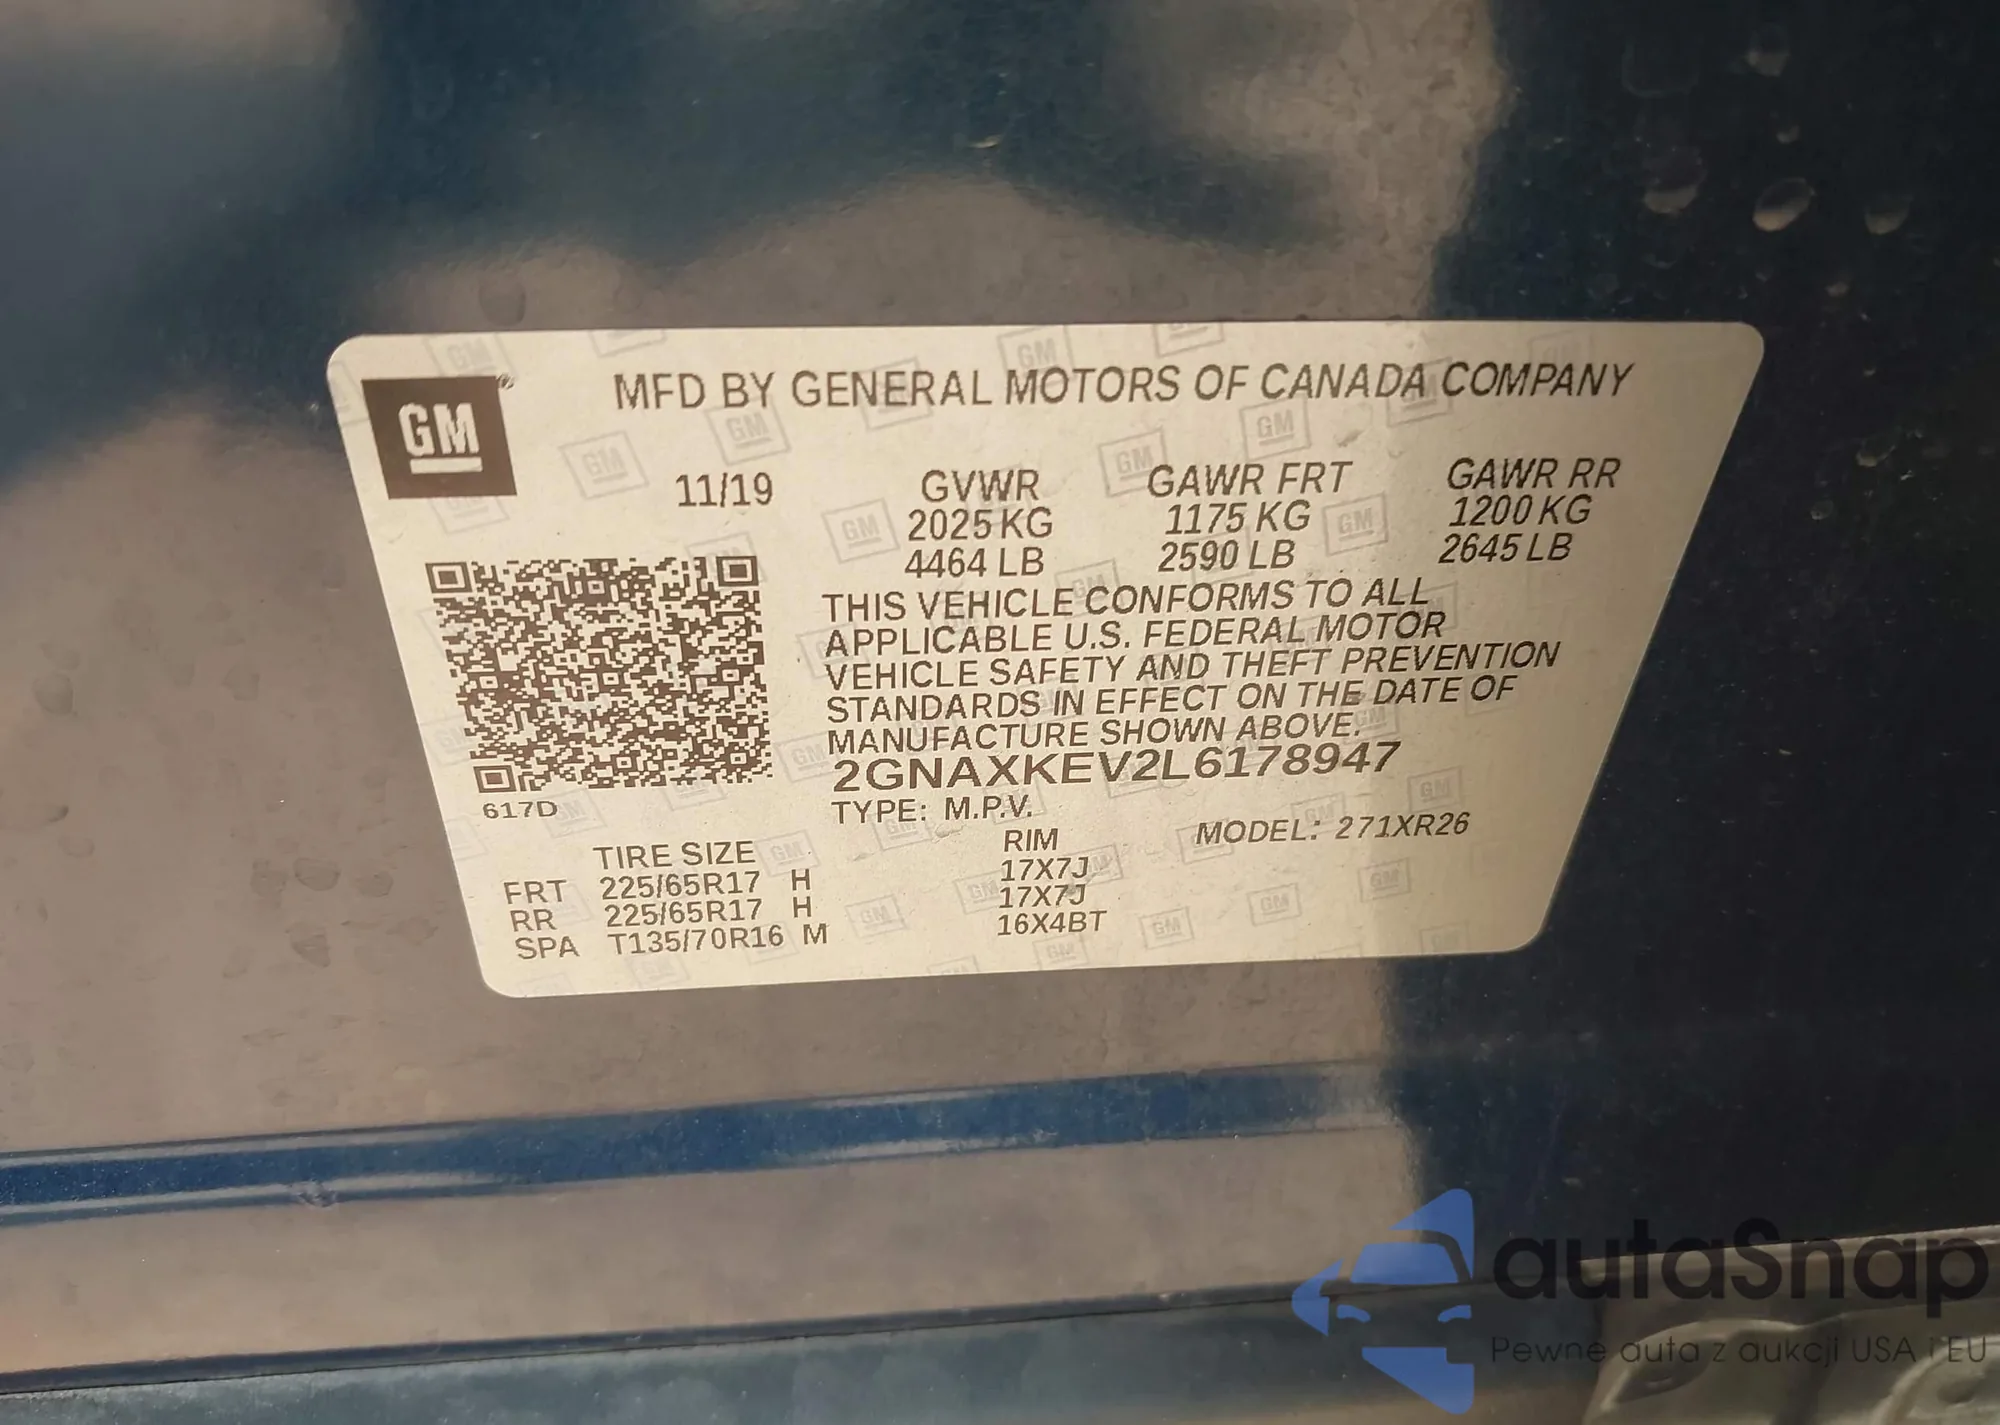 GM ®
MFD BY GENERAL MOTORS OF CANADA COMPANY
11/19 GVWR GAWR FRT GAWR RR
2025 KG 1175 KG 1200 KG
4464 LB 2590 LB 2645 LB
THIS VEHICLE CONFORMS TO ALL
APPLICABLE U.S. FEDERAL MOTOR
VEHICLE SAFETY AND THEFT PREVENTION
STANDARDS IN EFFECT ON THE DATE OF
MANUFACTURE SHOWN ABOVE.
2GNAXKEV2L6178947
617D
TYPE: M.P.V.
MODEL: 271XR26
TIRE SIZE RIM
FRT 225/65R17 H 17X7J
RR 225/65R17 H 17X7J
SPA T135/70R16 M 16X4BT
autaSnap
Pewne auta z aukcji USA i EU